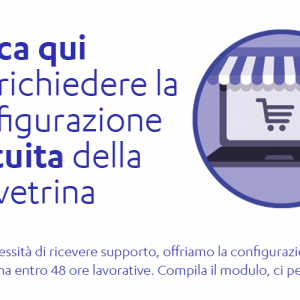 ca qui
richiedere la
figurazione
tuita della
vetrina
essità di ricevere supporto, offriamo la configurazi
na entro 48 ore lavorative. Compila il modulo, ci pe